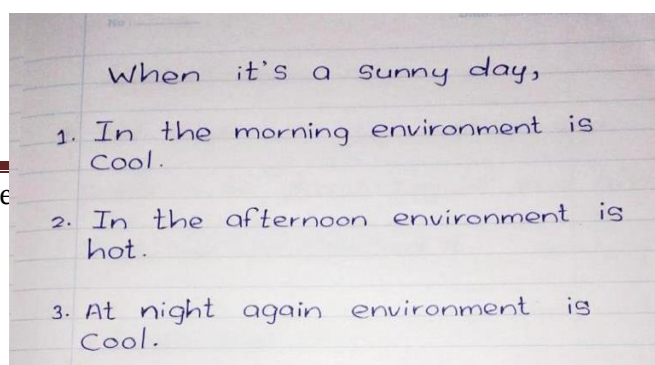 When it's a sunny day,
1. In the morning environment is
cool.
2. In the afternoon environment is
hot.
3. At night again environment is
cool.